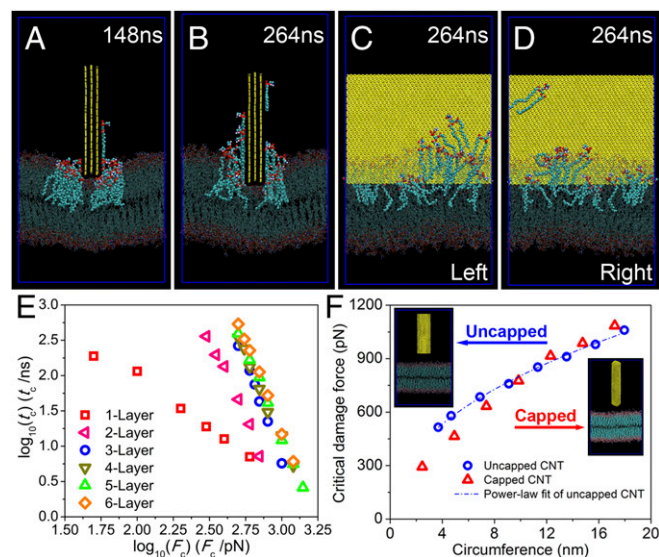 A 148ns
B 264ns
C 264ns
D 264ns
Left
Right
E
log₁₀(t꜀) (t꜀ /ns)
3.0
2.5
2.0
1.5
1.0
0.5
0.0
1-Layer
2-Layer
3-Layer
4-Layer
5-Layer
6-Layer
1.50 1.75 2.00 2.25 2.50 2.75 3.00 3.25
log₁₀(F꜀) (F꜀ /pN)
F
Critical damage force (pN)
1200
900
600
300
0
Uncapped
Capped
Uncapped CNT
Capped CNT
Power-law fit of uncapped CNT
0 4 8 12 16 20
Circumference (nm)